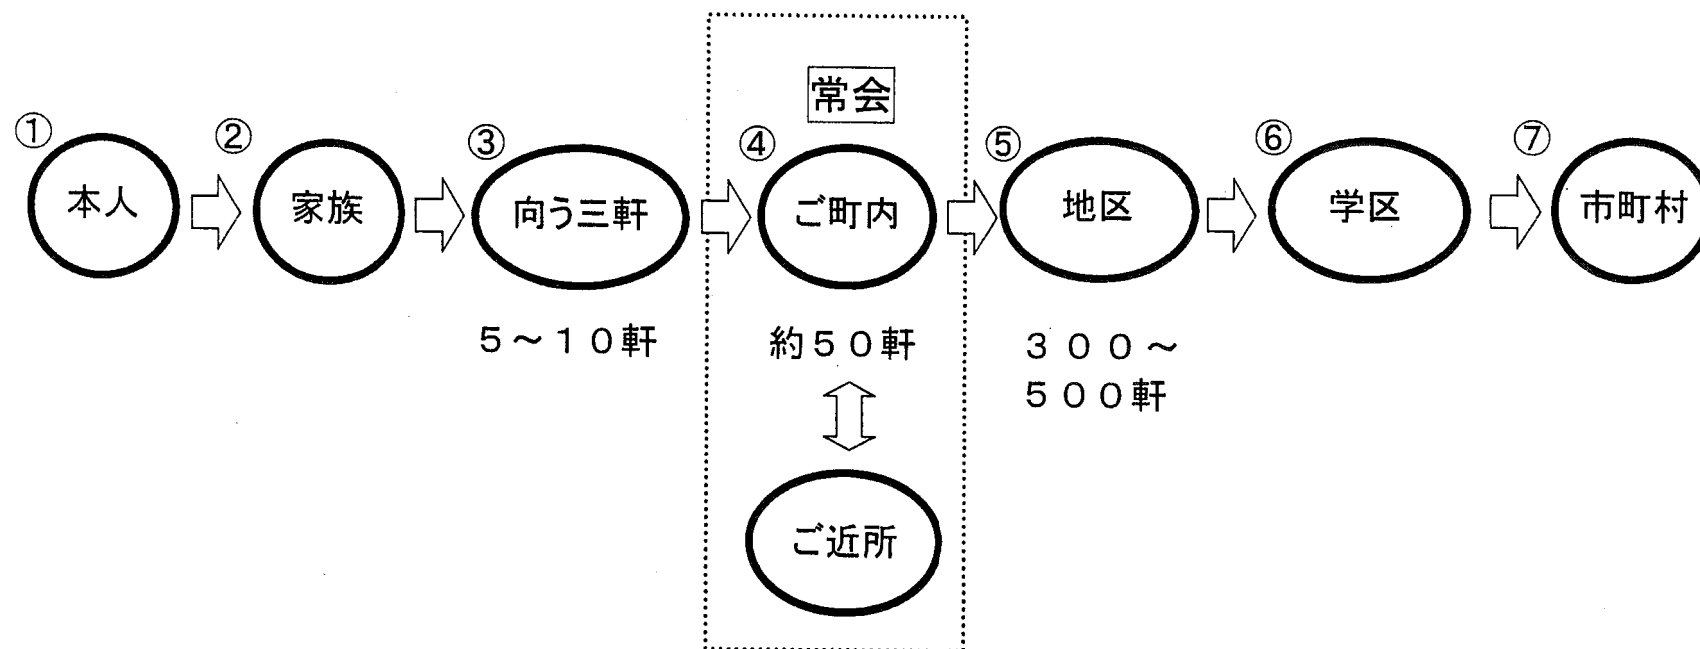 常会
① ② ③ ④ ⑤ ⑥ ⑦
本人 家族 向う三軒 ご町内 地区 学区 市町村
5～10軒 約50軒 300～
500軒
ご近所